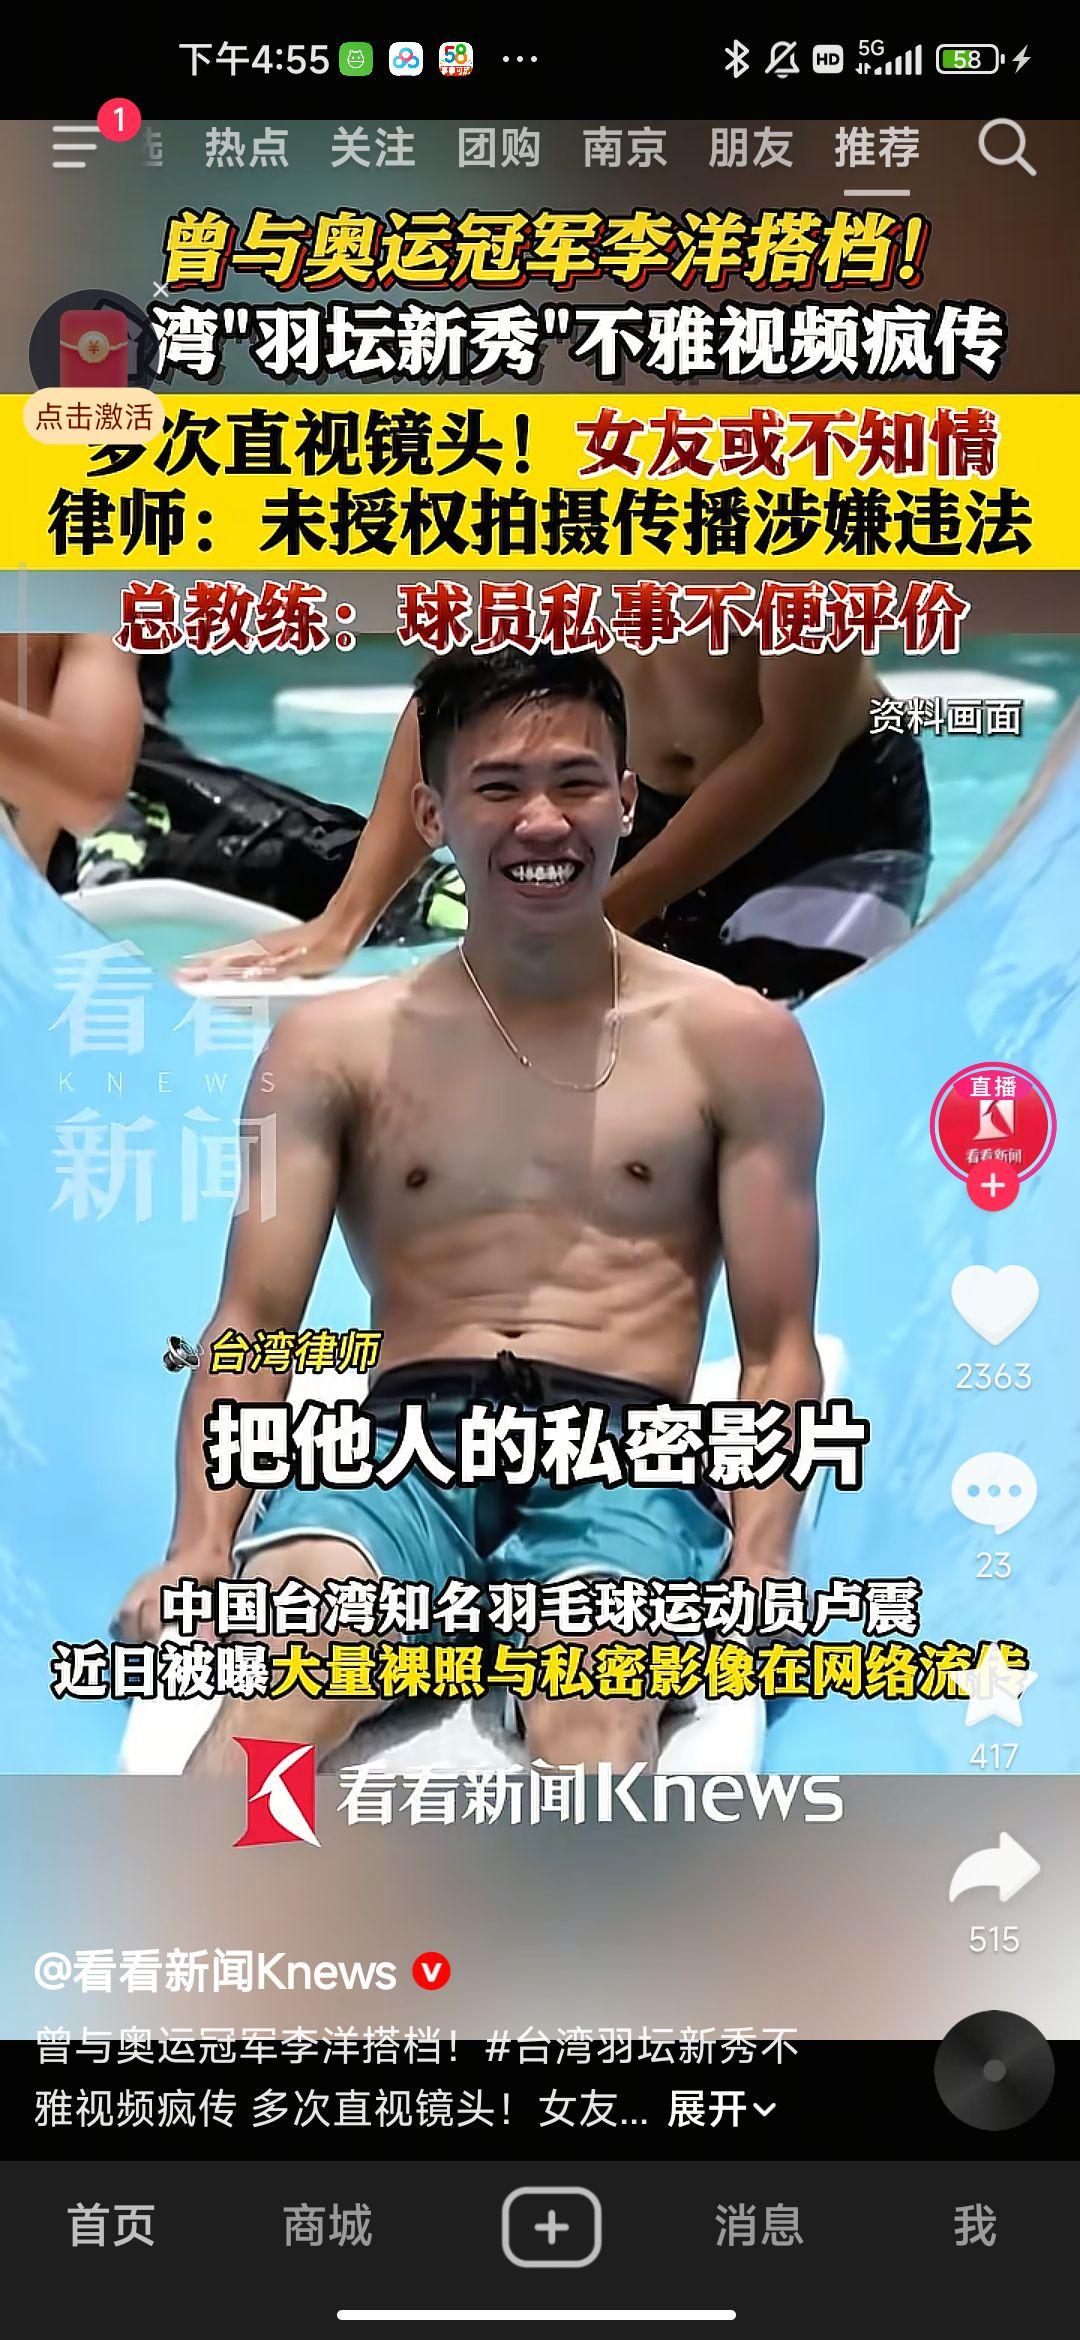 下午4:55
HD 5G 58
1
热点 关注 团购 南京 朋友 推荐
曾与奥运冠军李洋搭档！
湾"羽坛新秀"不雅视频疯传
点击激活
多次直视镜头！女友或不知情
律师：未授权拍摄传播涉嫌违法
总教练：球员私事不便评价
资料画面
看看
KNEWS
新闻
直播
看看新闻
2363
台湾律师
把他人的私密影片
23
中国台湾知名羽毛球运动员卢震
近日被曝大量裸照与私密影像在网络流传
417
看看新闻Knews
515
@看看新闻Knews
曾与奥运冠军李洋搭档！#台湾羽坛新秀不
雅视频疯传 多次直视镜头！女友... 展开
首页 商城 消息 我